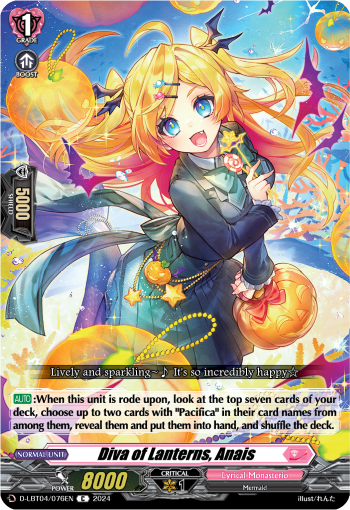 1
GRADE
BOOST
5000
SHIELD
Lively and sparkling~♪ It's so incredibly happy☆
AUTO:When this unit is rode upon, look at the top seven cards of your
deck, choose up to two cards with "Pacifica" in their card names from
among them, reveal them and put them into hand, and shuffle the deck.
NORMAL UNIT
Diva of Lanterns, Anais
POWER 8000 CRITICAL 1
Lyrical Monasterio
Mermaid
D-LBT04/076EN C 2024
illust/れんた